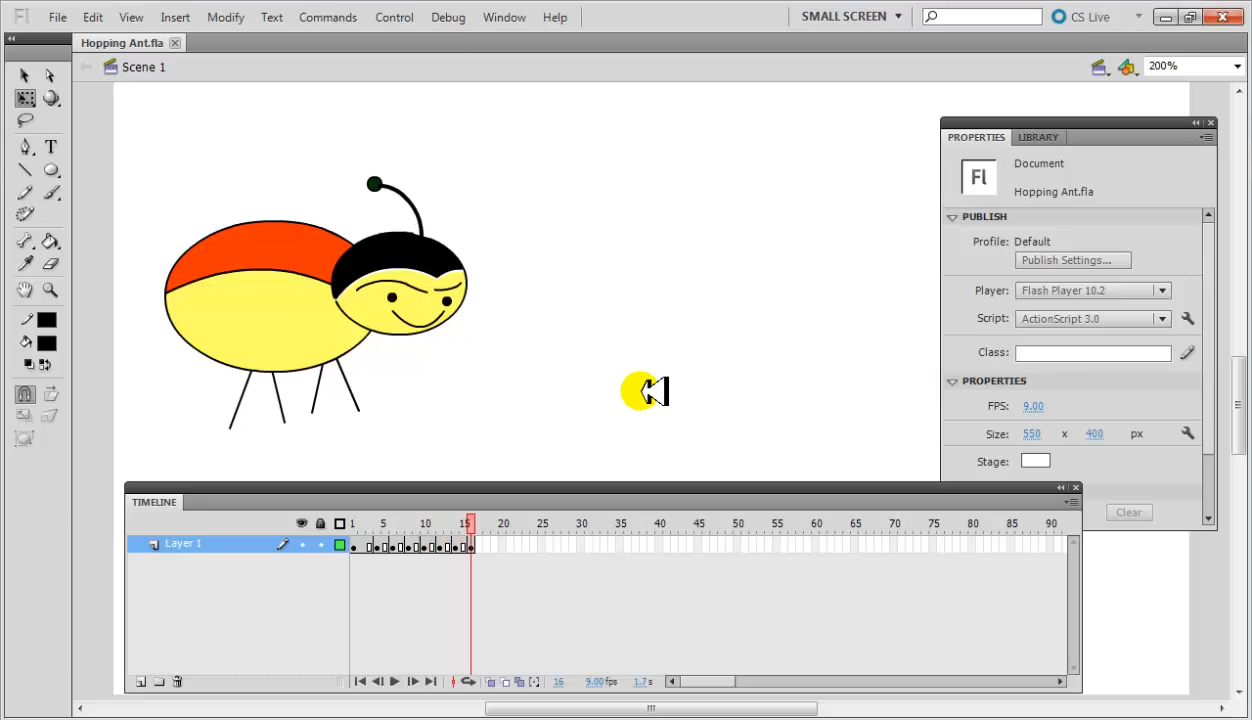 Fl File Edit View Insert Modify Text Commands Control Debug Window Help SMALL SCREEN CS Live
Hopping Ant.fla
Scene 1 200%
PROPERTIES LIBRARY
Fl Document
Hopping Ant.fla
PUBLISH
Profile: Default
Publish Settings...
Player: Flash Player 10.2
Script: ActionScript 3.0
Class:
PROPERTIES
FPS: 9.00
Size: 550 x 400 px
Stage:
Clear
TIMELINE
1 5 10 15 20 25 30 35 40 45 50 55 60 65 70 75 80 85 90
Layer 1
16 9.00fps 1.7s